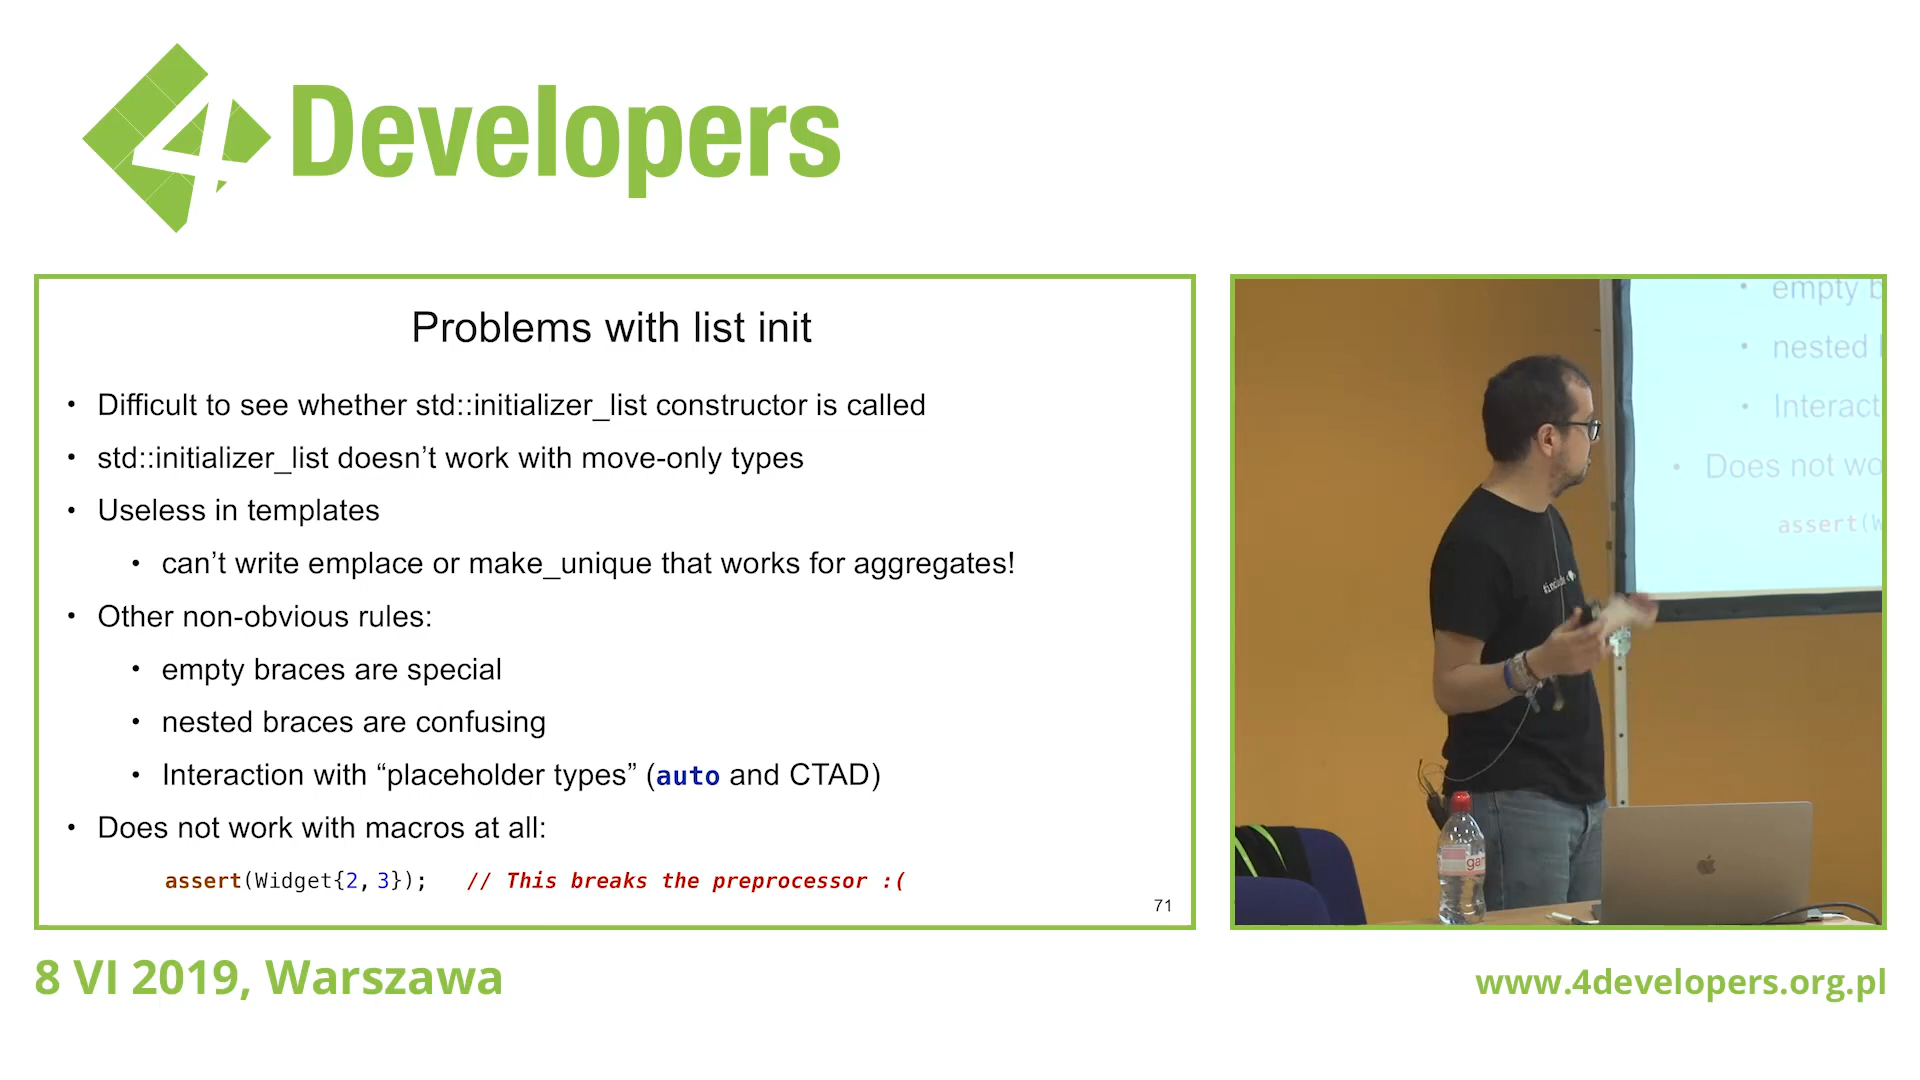 4Developers
Problems with list init
• Difficult to see whether std::initializer_list constructor is called
• std::initializer_list doesn’t work with move-only types
• Useless in templates
• can’t write emplace or make_unique that works for aggregates!
• Other non-obvious rules:
• empty braces are special
• nested braces are confusing
• Interaction with “placeholder types” (auto and CTAD)
• Does not work with macros at all:
assert(Widget{2, 3}); // This breaks the preprocessor :(
71
• empty b
• nested
• Interact
• Does not wo
assert(W
8 VI 2019, Warszawa
www.4developers.org.pl